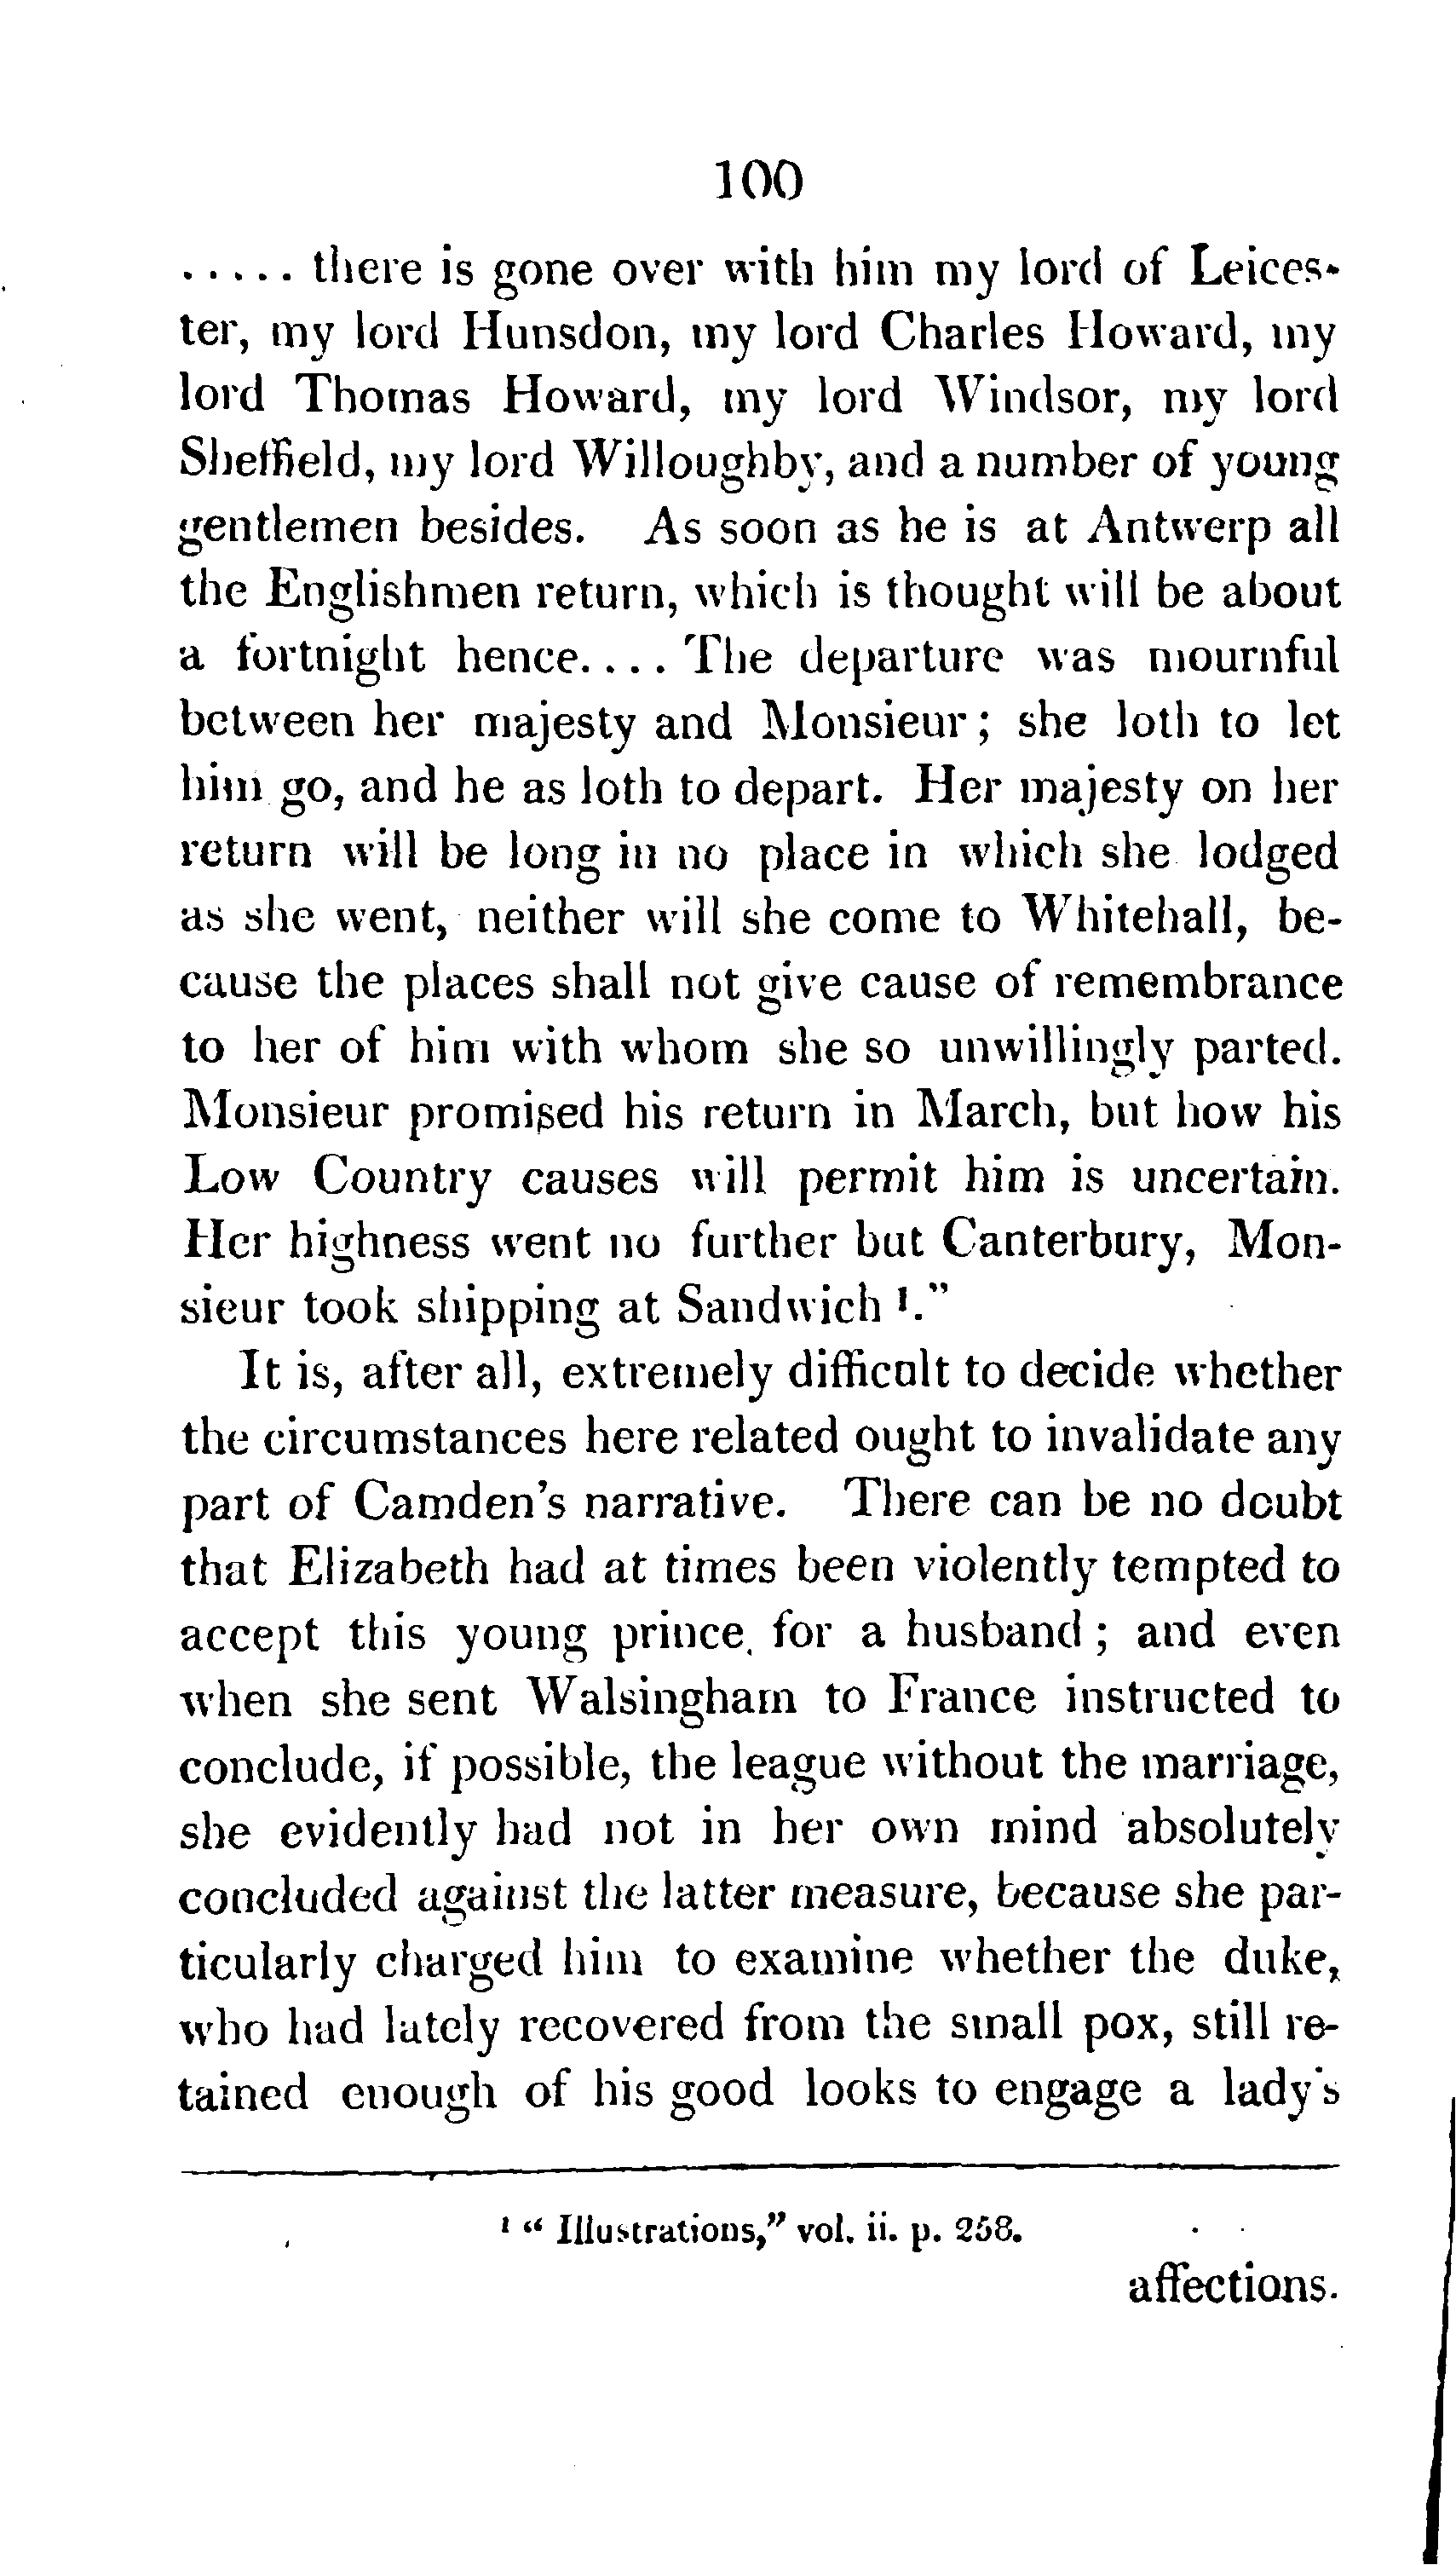 100
..... there is gone over with him my lord of Leices-
ter, my lord Hunsdon, my lord Charles Howard, my
lord Thomas Howard, my lord Windsor, my lord
Sheffield, my lord Willoughby, and a number of young
gentlemen besides. As soon as he is at Antwerp all
the Englishmen return, which is thought will be about
a fortnight hence.... The departure was mournful
between her majesty and Monsieur; she loth to let
him go, and he as loth to depart. Her majesty on her
return will be long in no place in which she lodged
as she went, neither will she come to Whitehall, be-
cause the places shall not give cause of remembrance
to her of him with whom she so unwillingly parted.
Monsieur promised his return in March, but how his
Low Country causes will permit him is uncertain.
Her highness went no further but Canterbury, Mon-
sieur took shipping at Sandwich ¹."
It is, after all, extremely difficult to decide whether
the circumstances here related ought to invalidate any
part of Camden's narrative. There can be no doubt
that Elizabeth had at times been violently tempted to
accept this young prince for a husband; and even
when she sent Walsingham to France instructed to
conclude, if possible, the league without the marriage,
she evidently had not in her own mind absolutely
concluded against the latter measure, because she par-
ticularly charged him to examine whether the duke,
who had lately recovered from the small pox, still re-
tained enough of his good looks to engage a lady's
¹ "Illustrations," vol. ii. p. 258.
affections.